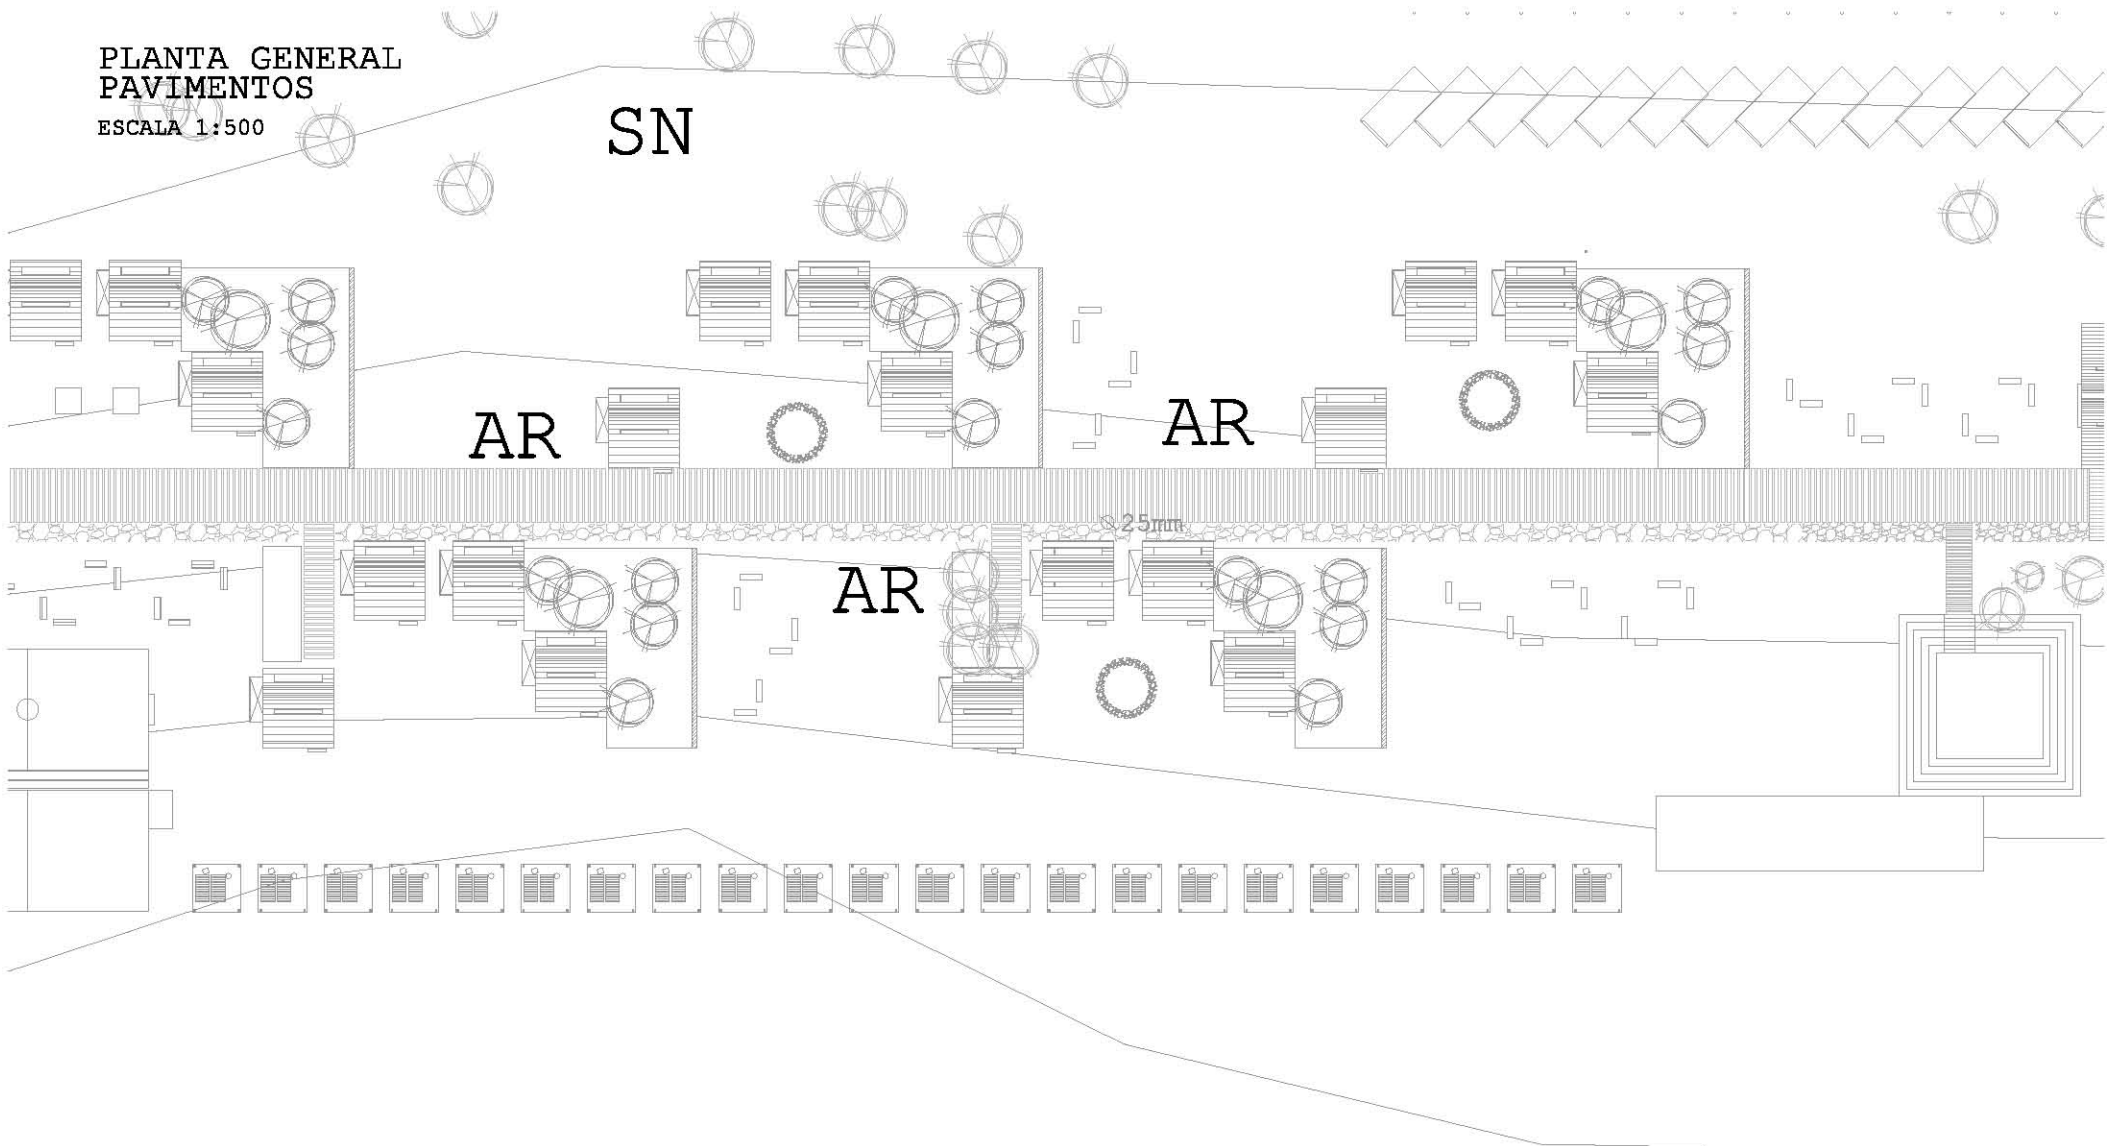 PLANTA GENERAL
PAVIMENTOS
ESCALA 1:500
SN
AR
AR
Ø25mm
AR